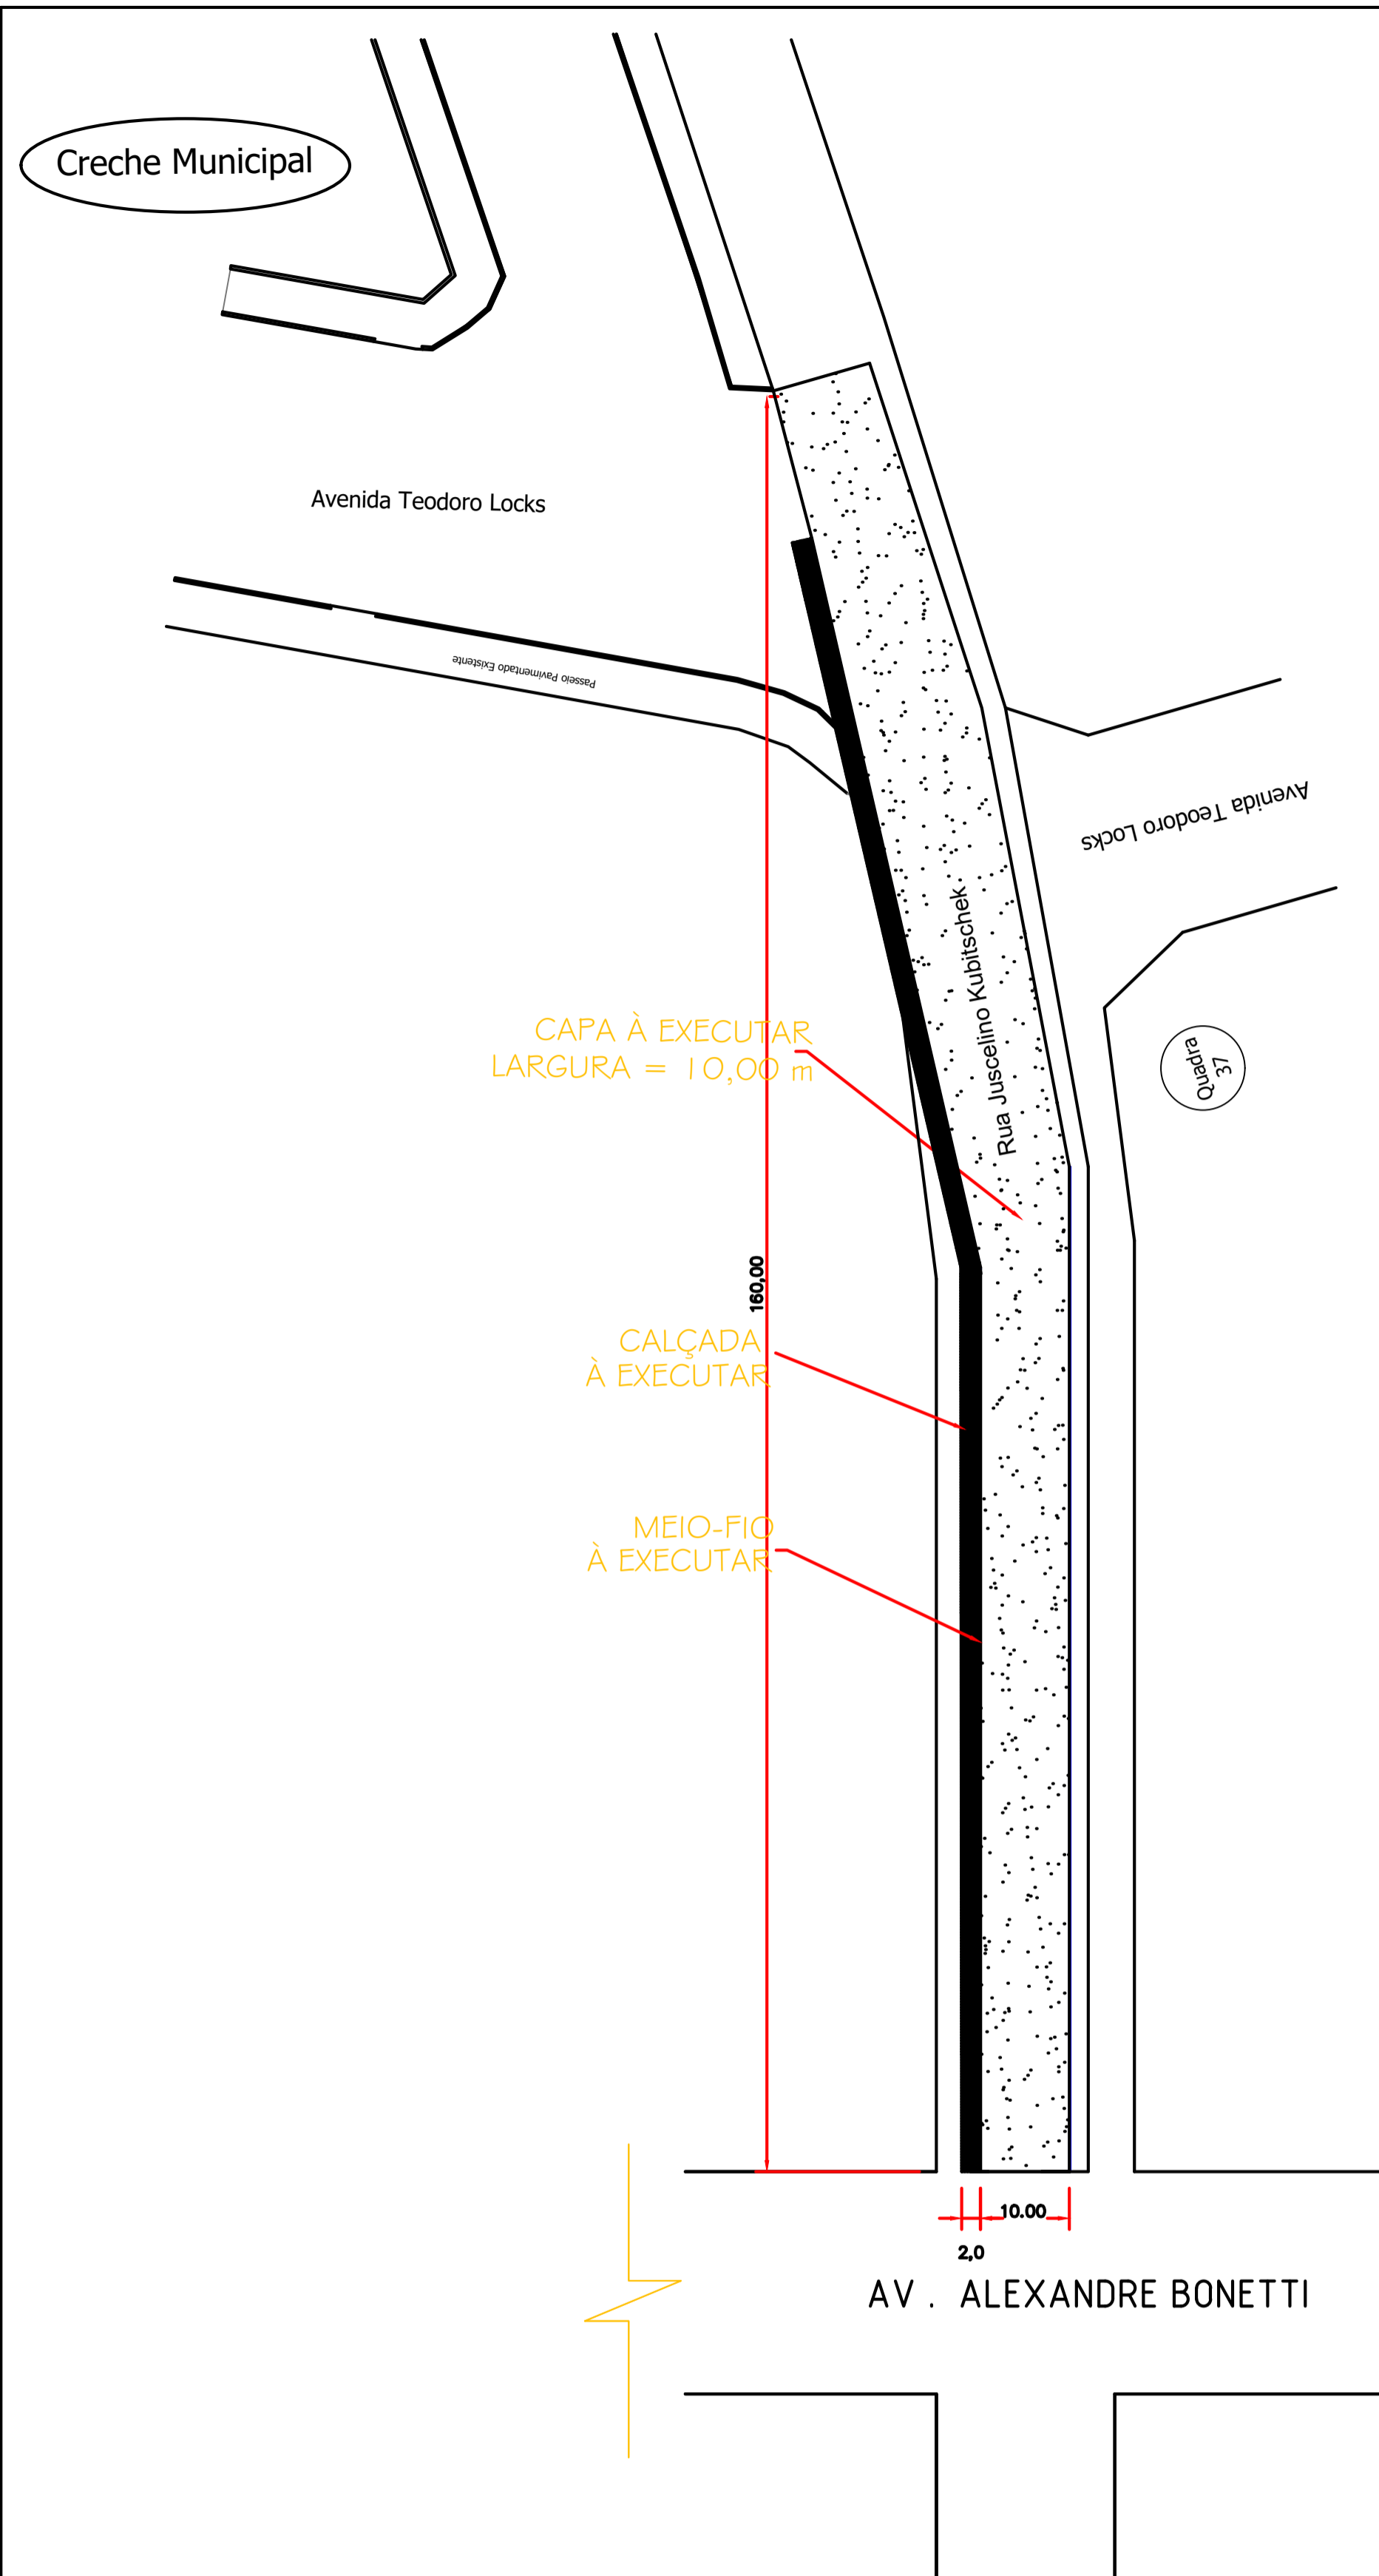 Creche Municipal
Avenida Teodoro Locks
Passeio Pavimentado Existente
Avenida Teodoro Locks
Rua Juscelino Kubitschek
CAPA À EXECUTAR
LARGURA = 10,00 m
Quadra
37
160,00
CALÇADA
À EXECUTAR
MEIO-FIO
À EXECUTAR
10.00
2,0
AV. ALEXANDRE BONETTI